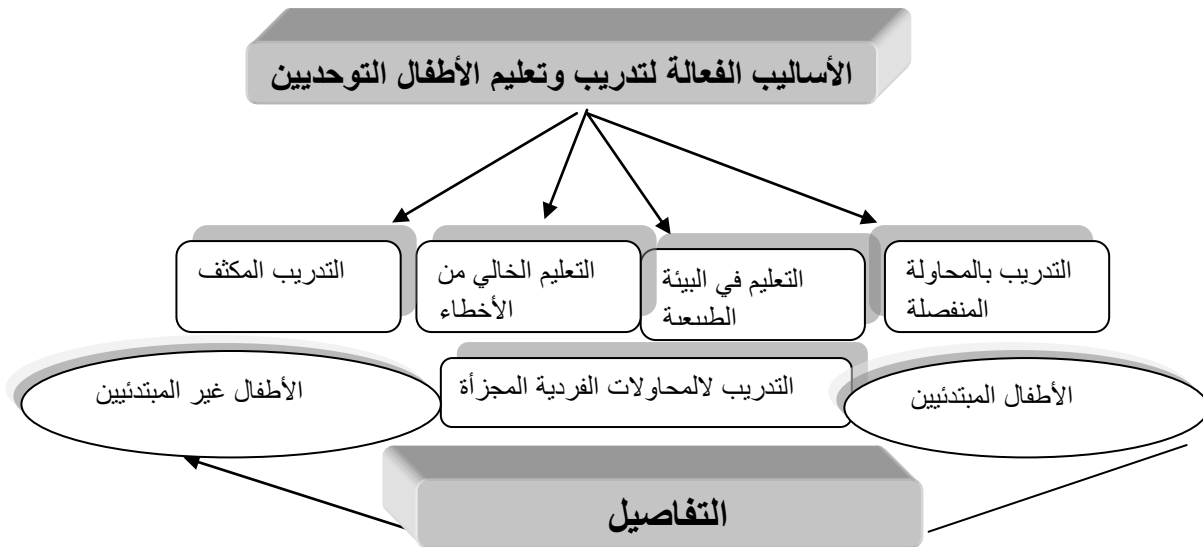 الأساليب الفعالة لتدريب وتعليم الأطفال التوحديين
التدريب بالمحاولة
المنفصلة
التعليم في البيئة
الطبيعية
التعليم الخالي من
الأخطاء
التدريب المكثف
الأطفال المبتدئيين
التدريب لالمحاولات الفردية المجزأة
الأطفال غير المبتدئيين
التفاصيل